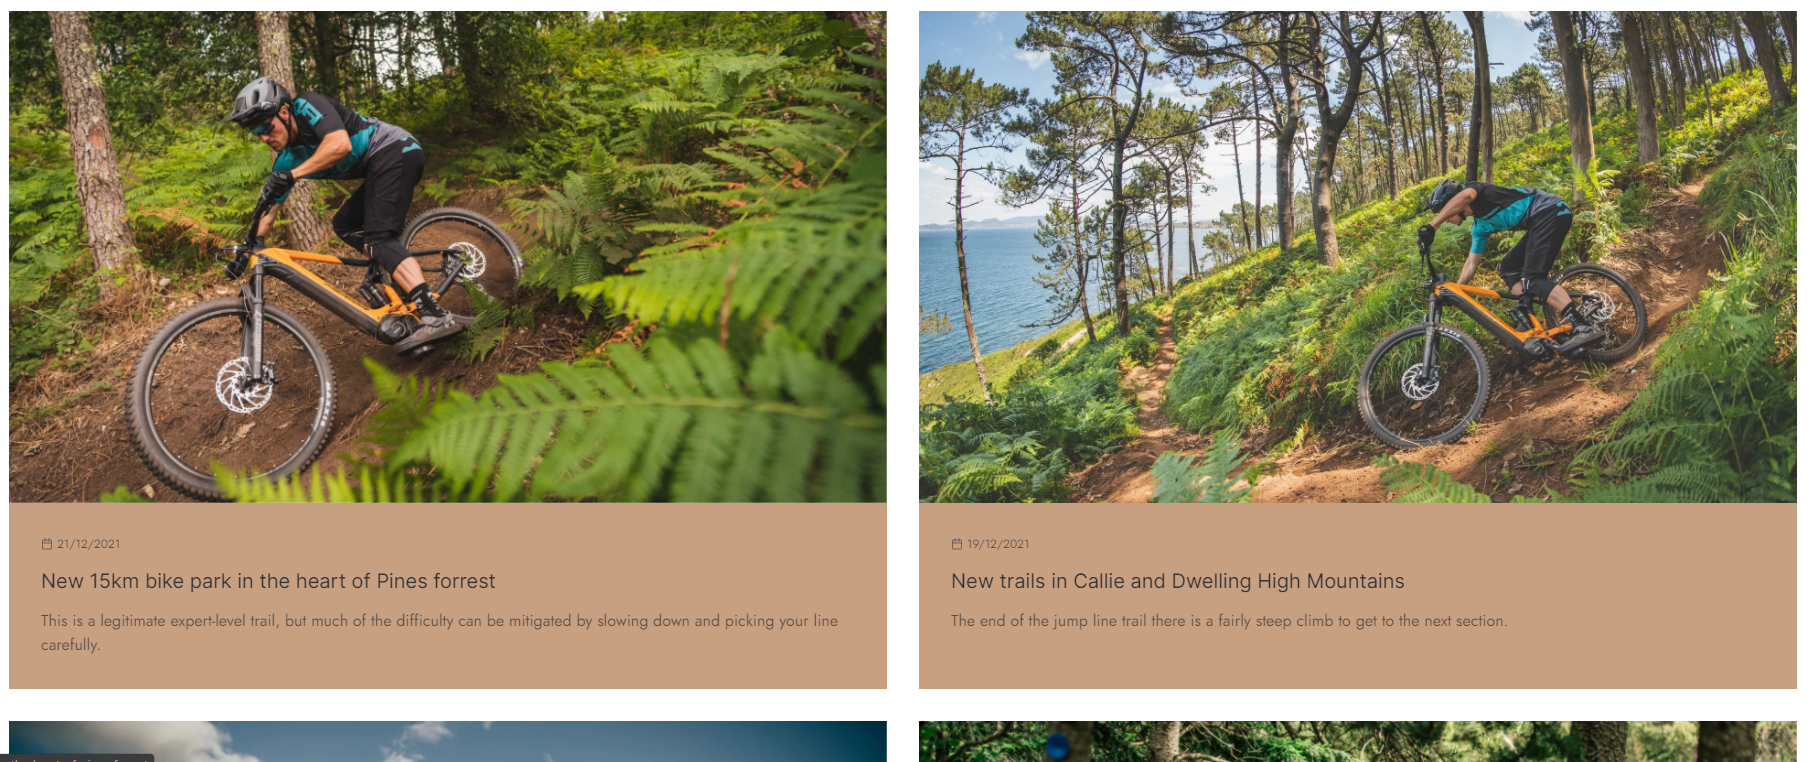 21/12/2021
New 15km bike park in the heart of Pines forrest
This is a legitimate expert-level trail, but much of the difficulty can be mitigated by slowing down and picking your line
carefully.
19/12/2021
New trails in Callie and Dwelling High Mountains
The end of the jump line trail there is a fairly steep climb to get to the next section.